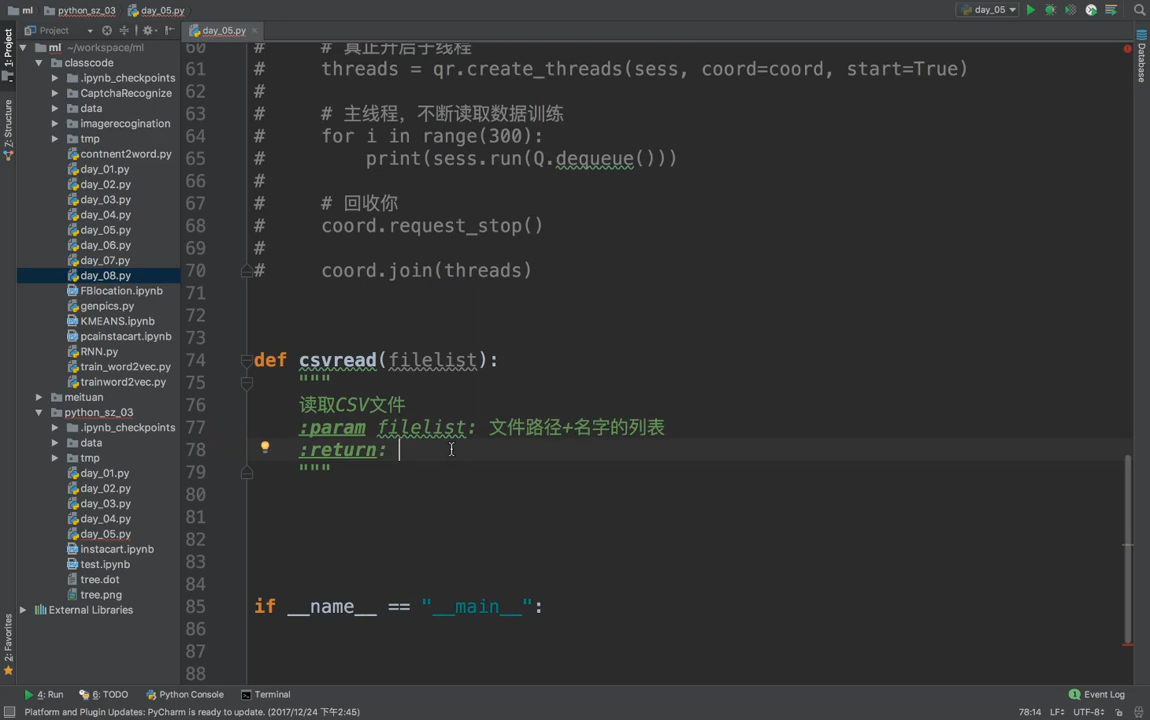 ml python_sz_03 day_05.py
day_05
Project
day_05.py
1: Project
Z: Structure
2: Favorites
Database
ml ~/workspace/ml
classcode
.ipynb_checkpoints
CaptchaRecognize
data
imagerecogination
tmp
contnent2word.py
day_01.py
day_02.py
day_03.py
day_04.py
day_05.py
day_06.py
day_07.py
day_08.py
FBlocation.ipynb
genpics.py
KMEANS.ipynb
pcainstacart.ipynb
RNN.py
train_word2vec.py
trainword2vec.py
meituan
python_sz_03
.ipynb_checkpoints
data
tmp
day_01.py
day_02.py
day_03.py
day_04.py
day_05.py
instacart.ipynb
test.ipynb
tree.dot
tree.png
External Libraries
60 # # 真正开启子线程
61 # threads = qr.create_threads(sess, coord=coord, start=True)
62 #
63 # # 主线程，不断读取数据训练
64 # for i in range(300):
65 # print(sess.run(Q.dequeue()))
66 #
67 # # 回收你
68 # coord.request_stop()
69 #
70 # coord.join(threads)
71
72
73
74 def csvread(filelist):
75 """
76 读取CSV文件
77 :param filelist: 文件路径+名字的列表
78 :return:
79 """
80
81
82
83
84
85 if __name__ == "__main__":
86
87
88
4: Run 6: TODO Python Console Terminal 1 Event Log
Platform and Plugin Updates: PyCharm is ready to update. (2017/12/24 下午2:45) 78:14 LF÷ UTF-8÷